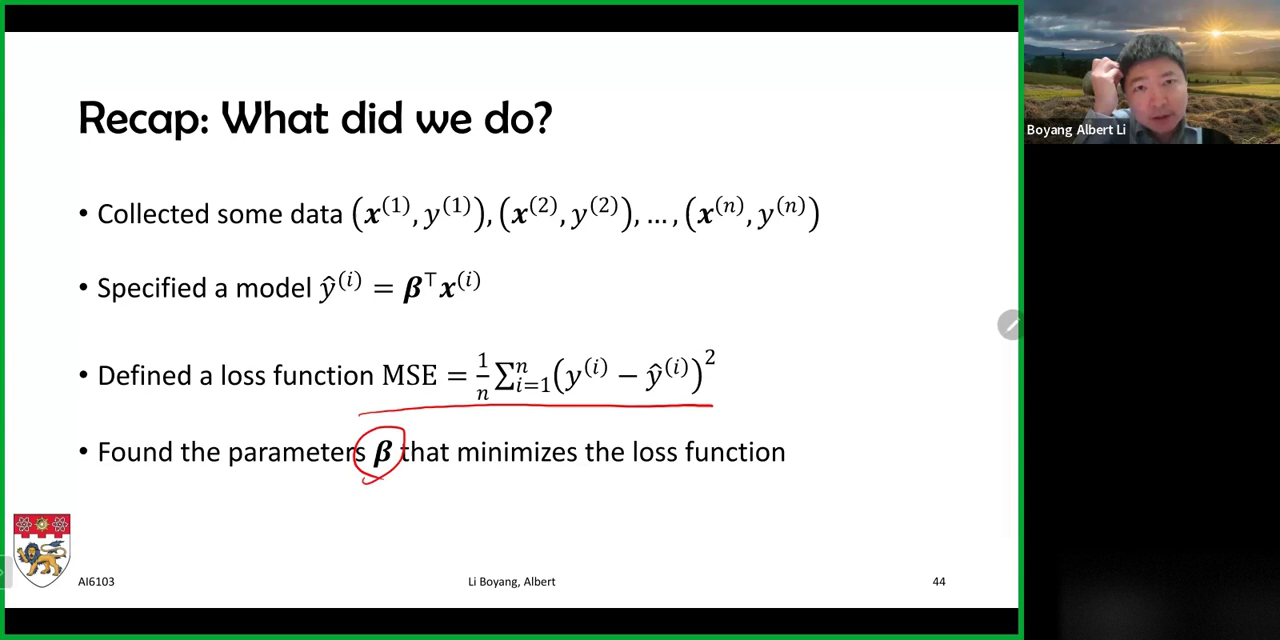 Recap: What did we do?
• Collected some data (𝒙⁽¹⁾, y⁽¹⁾), (𝒙⁽²⁾, y⁽²⁾), …, (𝒙⁽ⁿ⁾, y⁽ⁿ⁾)
• Specified a model ŷ⁽ⁱ⁾ = 𝜷ᵀ𝒙⁽ⁱ⁾
• Defined a loss function MSE = 1/n ∑ⁿᵢ₌₁(y⁽ⁱ⁾ − ŷ⁽ⁱ⁾)²
• Found the parameters 𝜷 that minimizes the loss function
AI6103
Li Boyang, Albert
44
Boyang Albert Li